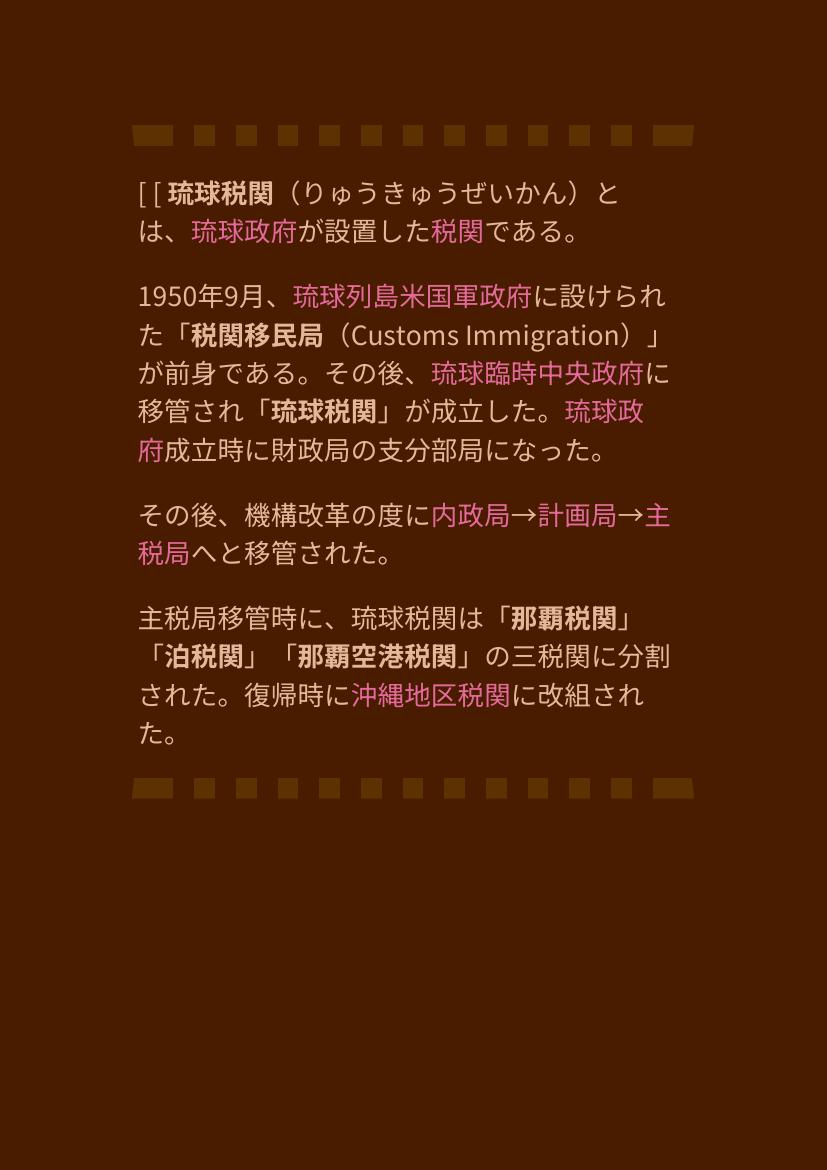 [ [ 琉球税関（りゅうきゅうぜいかん）と
は、琉球政府が設置した税関である。
1950年9月、琉球列島米国軍政府に設けられ
た「税関移民局（Customs Immigration）」
が前身である。その後、琉球臨時中央政府に
移管され「琉球税関」が成立した。琉球政
府成立時に財政局の支分部局になった。
その後、機構改革の度に内政局→計画局→主
税局へと移管された。
主税局移管時に、琉球税関は「那覇税関」
「泊税関」「那覇空港税関」の三税関に分割
された。復帰時に沖縄地区税関に改組され
た。